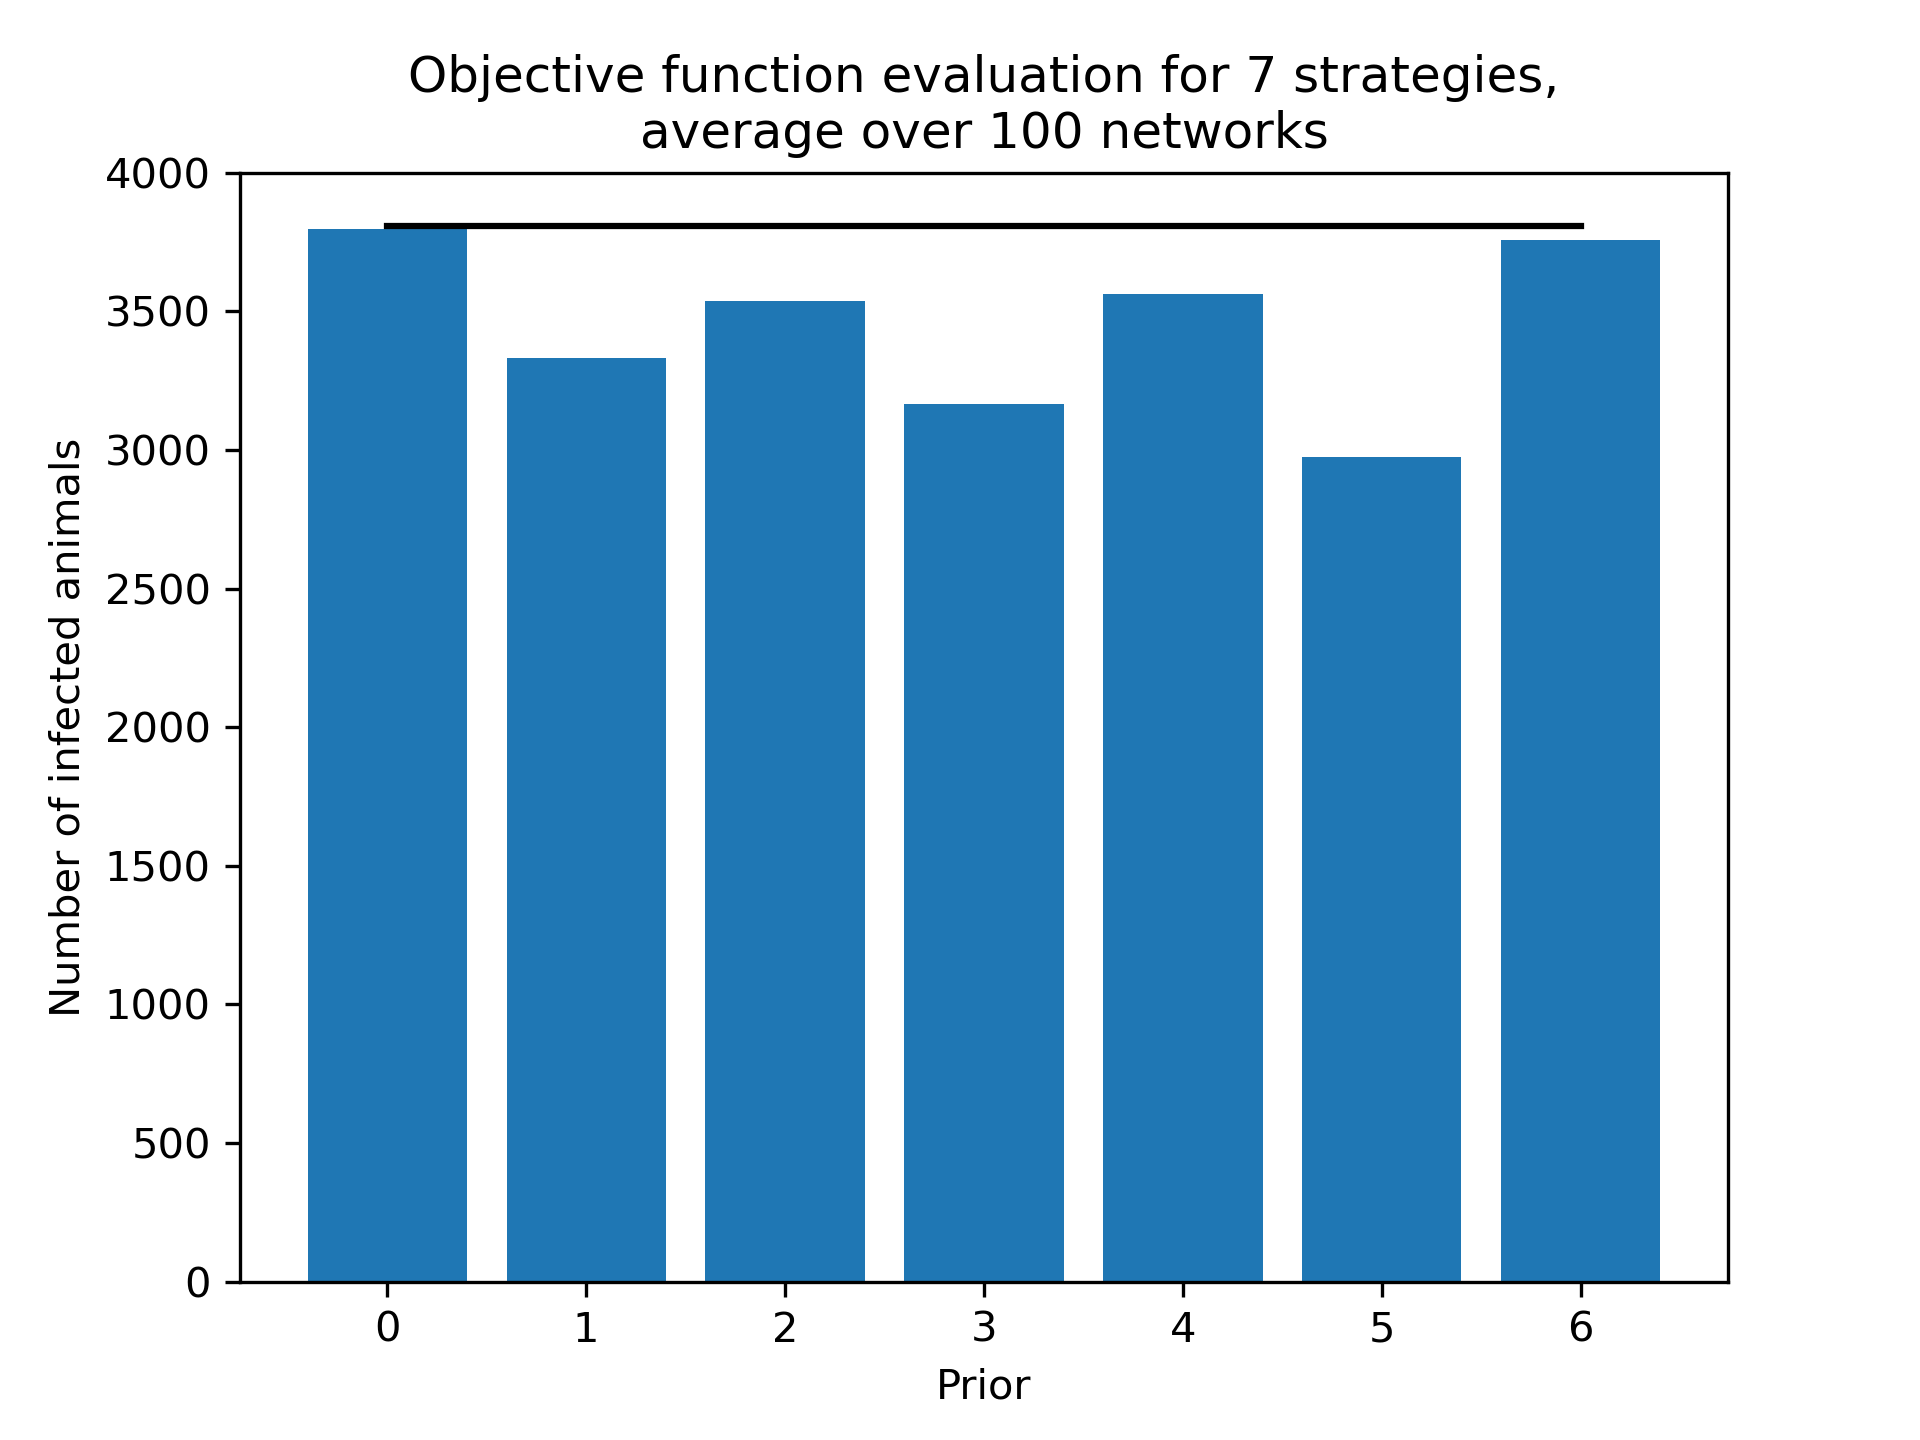 Objective function evaluation for 7 strategies,
average over 100 networks
4000
3500
3000
2500
2000
1500
1000
500
0
Number of infected animals
0 1 2 3 4 5 6
Prior